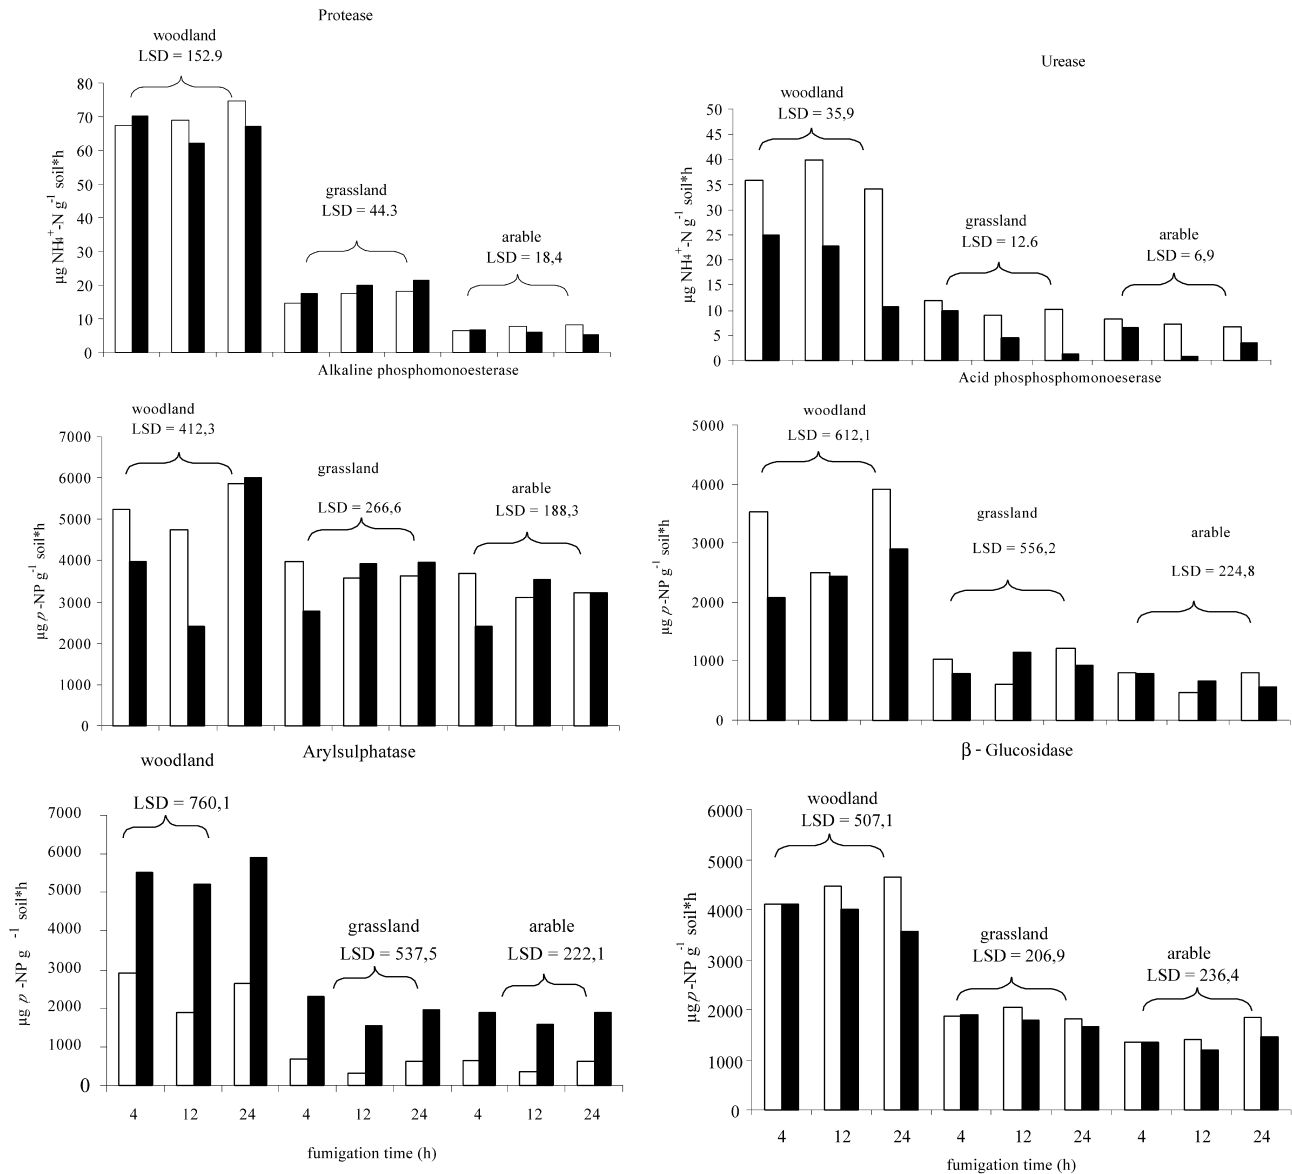 Protease
woodland
LSD = 152.9
grassland
LSD = 44.3
arable
LSD = 18,4
µg NH4+-N g-1 soil*h
80
70
60
50
40
30
20
10
0
Urease
woodland
LSD = 35,9
grassland
LSD = 12.6
arable
LSD = 6,9
µg NH4+-N g-1 soil*h
50
45
40
35
30
25
20
15
10
5
0
Alkaline phosphomonoesterase
woodland
LSD = 412,3
grassland
LSD = 266,6
arable
LSD = 188,3
µg p-NP g-1 soil*h
7000
6000
5000
4000
3000
2000
1000
0
Acid phosphosphomonoeserase
woodland
LSD = 612,1
grassland
LSD = 556,2
arable
LSD = 224,8
µg p-NP g-1 soil*h
5000
4000
3000
2000
1000
0
Arylsulphatase
woodland
LSD = 760,1
grassland
LSD = 537,5
arable
LSD = 222,1
µg p-NP g-1 soil*h
7000
6000
5000
4000
3000
2000
1000
0
4 12 24 4 12 24 4 12 24
fumigation time (h)
β - Glucosidase
woodland
LSD = 507,1
grassland
LSD = 206,9
arable
LSD = 236,4
µg p-NP g-1 soil*h
6000
5000
4000
3000
2000
1000
0
4 12 24 4 12 24 4 12 24
fumigation time (h)